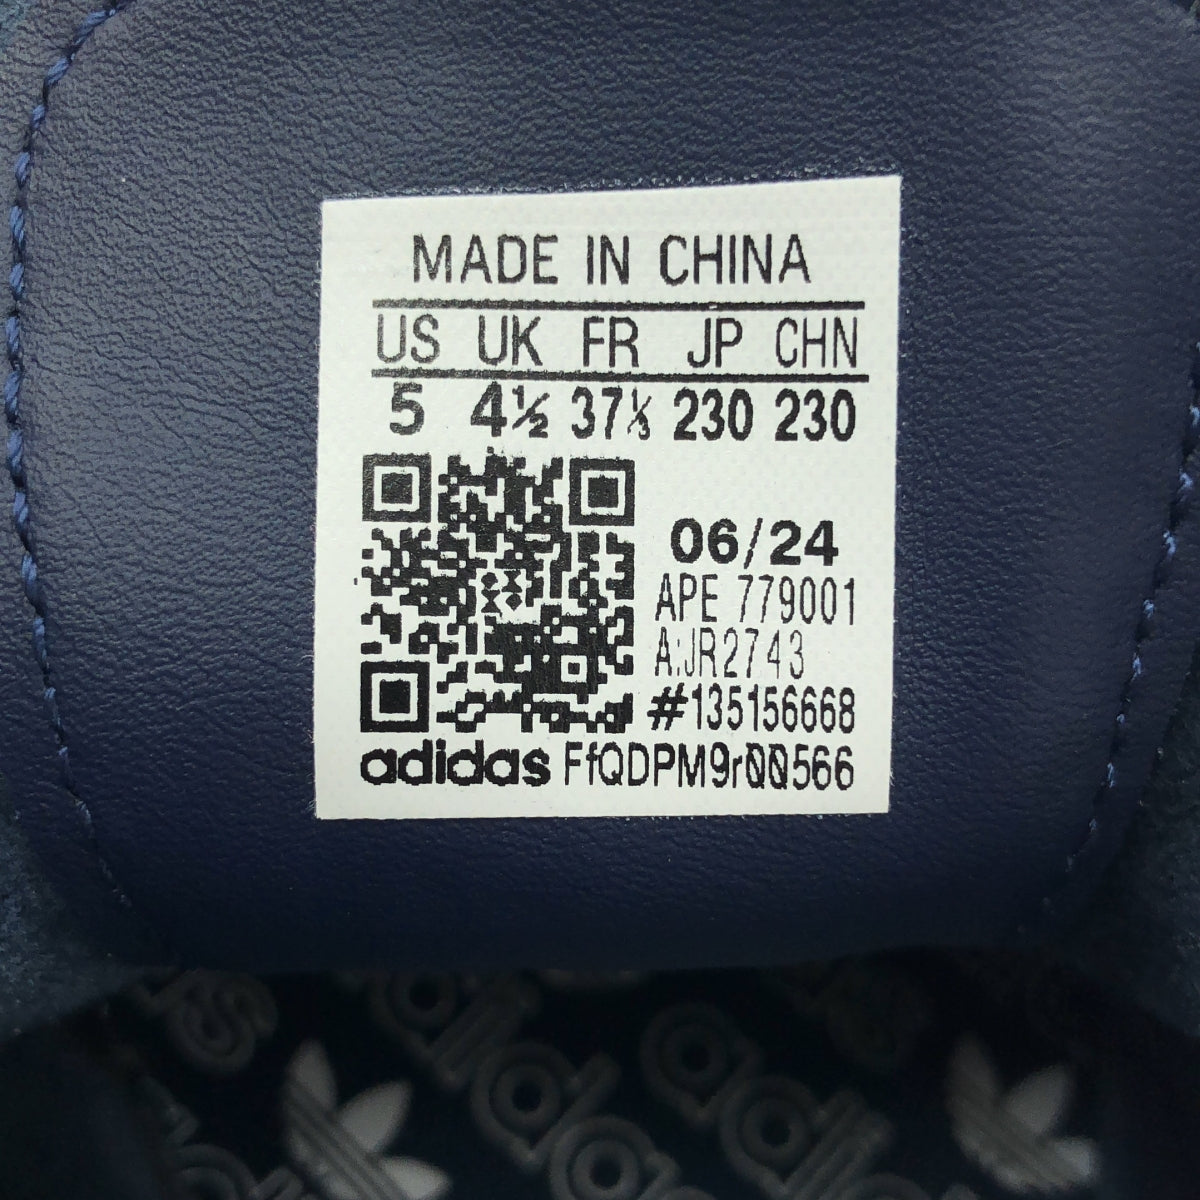 MADE IN CHINA
US UK FR JP CHN
5 4½ 37⅓ 230 230
06/24
APE 779001
A:JR2743
#135156668
adidas FfQDPM9r00566